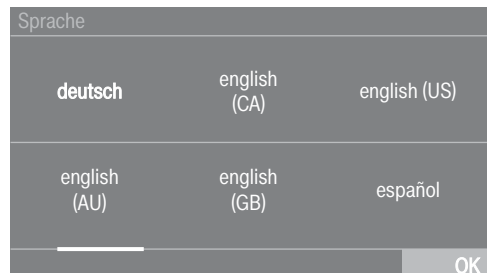 Sprache
deutsch
english
(CA)
english (US)
english
(AU)
english
(GB)
español
OK